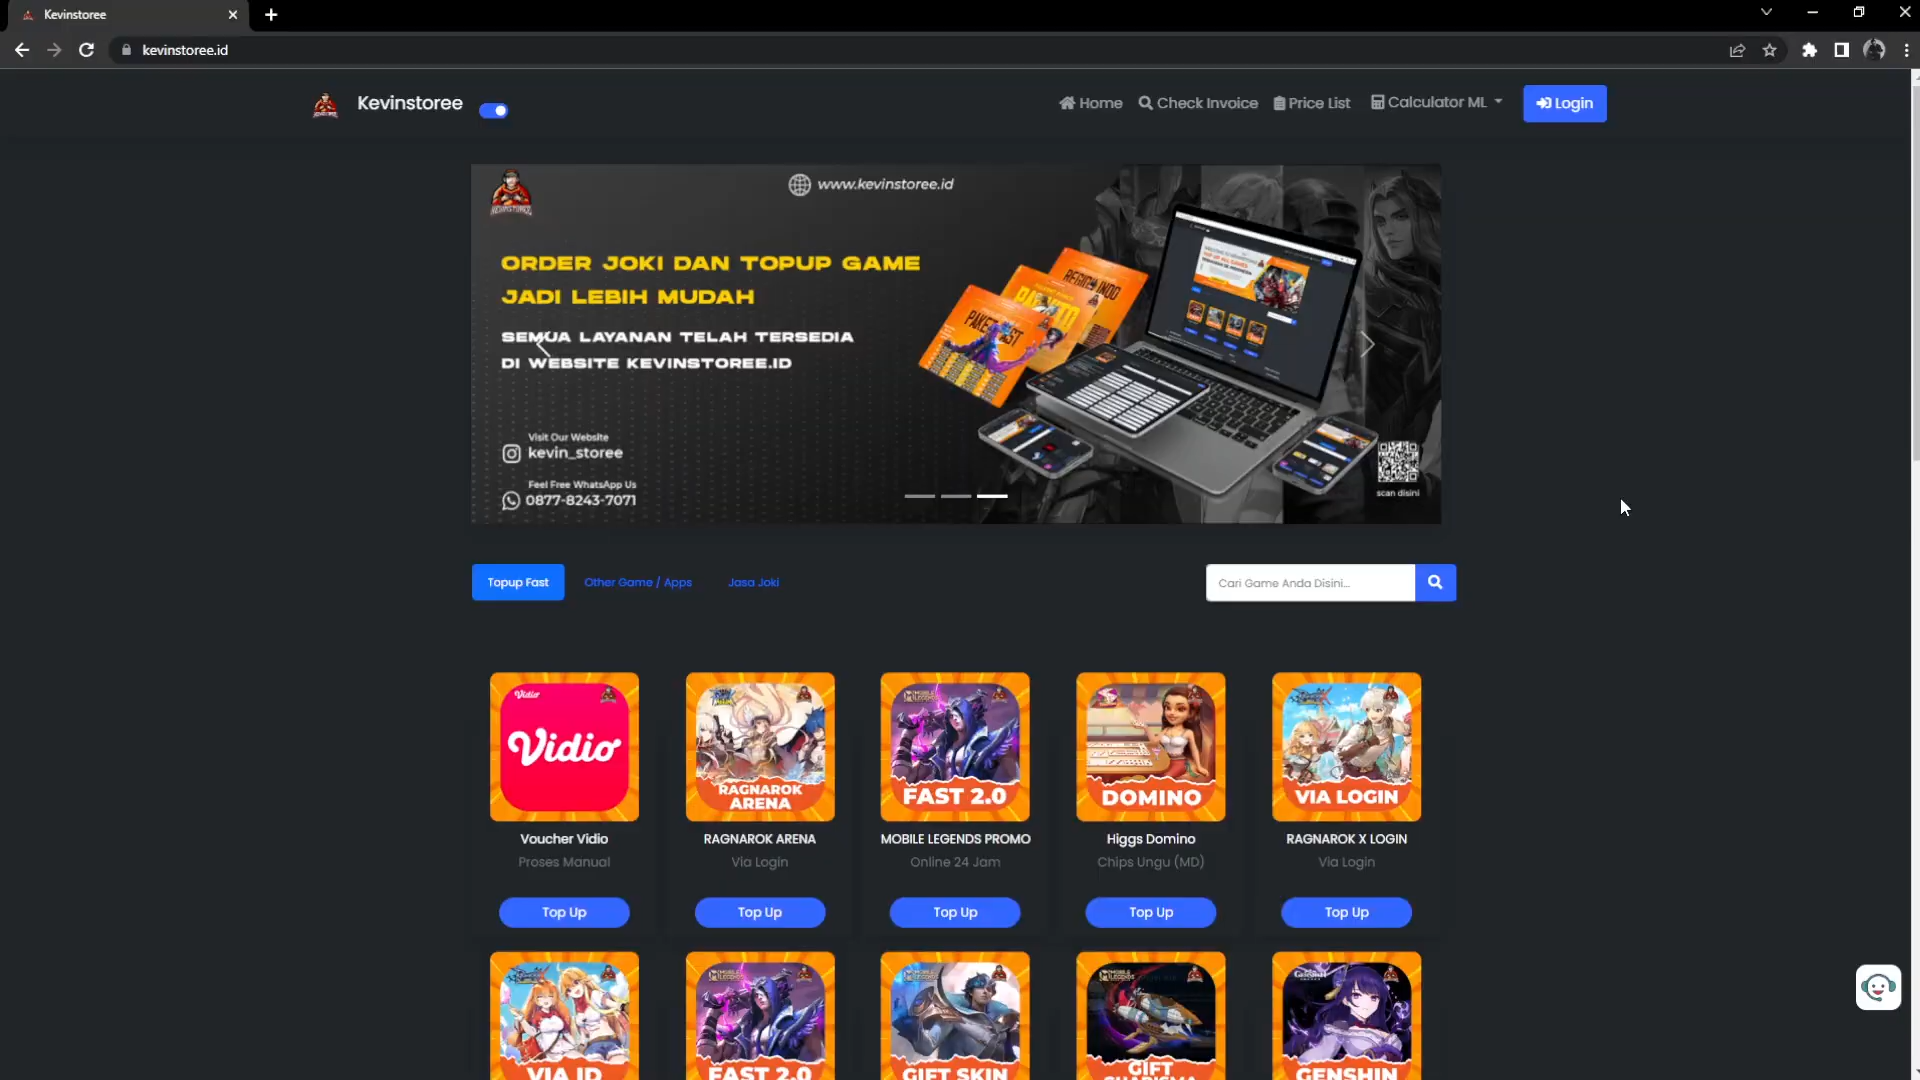 Kevinstoree
kevinstoree.id
Kevinstoree
Home
Check Invoice
Price List
Calculator ML
Login
www.kevinstoree.id
ORDER JOKI DAN TOPUP GAME
JADI LEBIH MUDAH
SEMUA LAYANAN TELAH TERSEDIA
DI WEBSITE KEVINSTOREE.ID
Visit Our Website
kevin_storee
Feel Free WhatsApp Us
0877-8243-7071
scan disini
Topup Fast
Other Game / Apps
Jasa Joki
Cari Game Anda Disini...
Vidio
Vidio
RAGNAROK
ARENA
FAST 2.0
DOMINO
VIA LOGIN
Voucher Vidio
RAGNAROK ARENA
MOBILE LEGENDS PROMO
Higgs Domino
RAGNAROK X LOGIN
Proses Manual
Via Login
Online 24 Jam
Chips Ungu (MD)
Via Login
Top Up
Top Up
Top Up
Top Up
Top Up
VIA ID
FAST 2.0
GIFT SKIN
GIFT
CHARISMA
GENSHIN